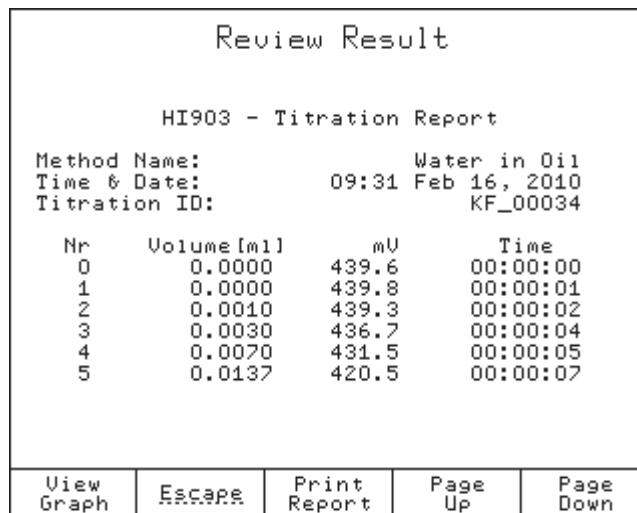 Review Result
HI903 - Titration Report
Method Name: Water in Oil
Time & Date: 09:31 Feb 16, 2010
Titration ID: KF_00034
Nr Volume[ml] mV Time
0 0.0000 439.6 00:00:00
1 0.0000 439.8 00:00:01
2 0.0010 439.3 00:00:02
3 0.0030 436.7 00:00:04
4 0.0070 431.5 00:00:05
5 0.0137 420.5 00:00:07
View Graph
Escape
Print Report
Page Up
Page Down